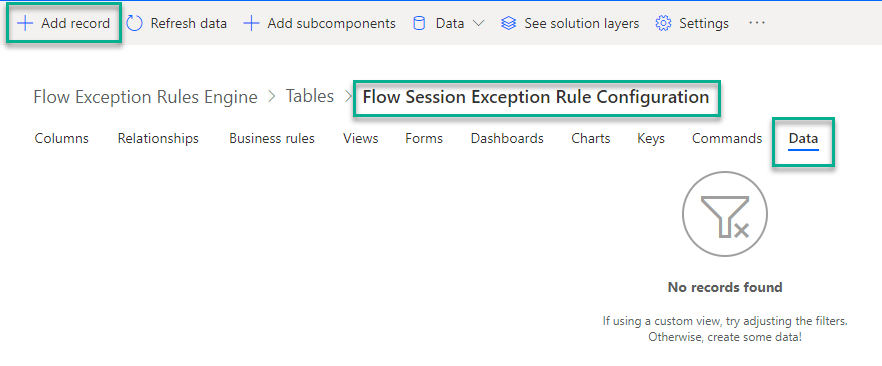 Add record Refresh data Add subcomponents Data See solution layers Settings ...
Flow Exception Rules Engine > Tables > Flow Session Exception Rule Configuration
Columns Relationships Business rules Views Forms Dashboards Charts Keys Commands Data
No records found
If using a custom view, try adjusting the filters.
Otherwise, create some data!